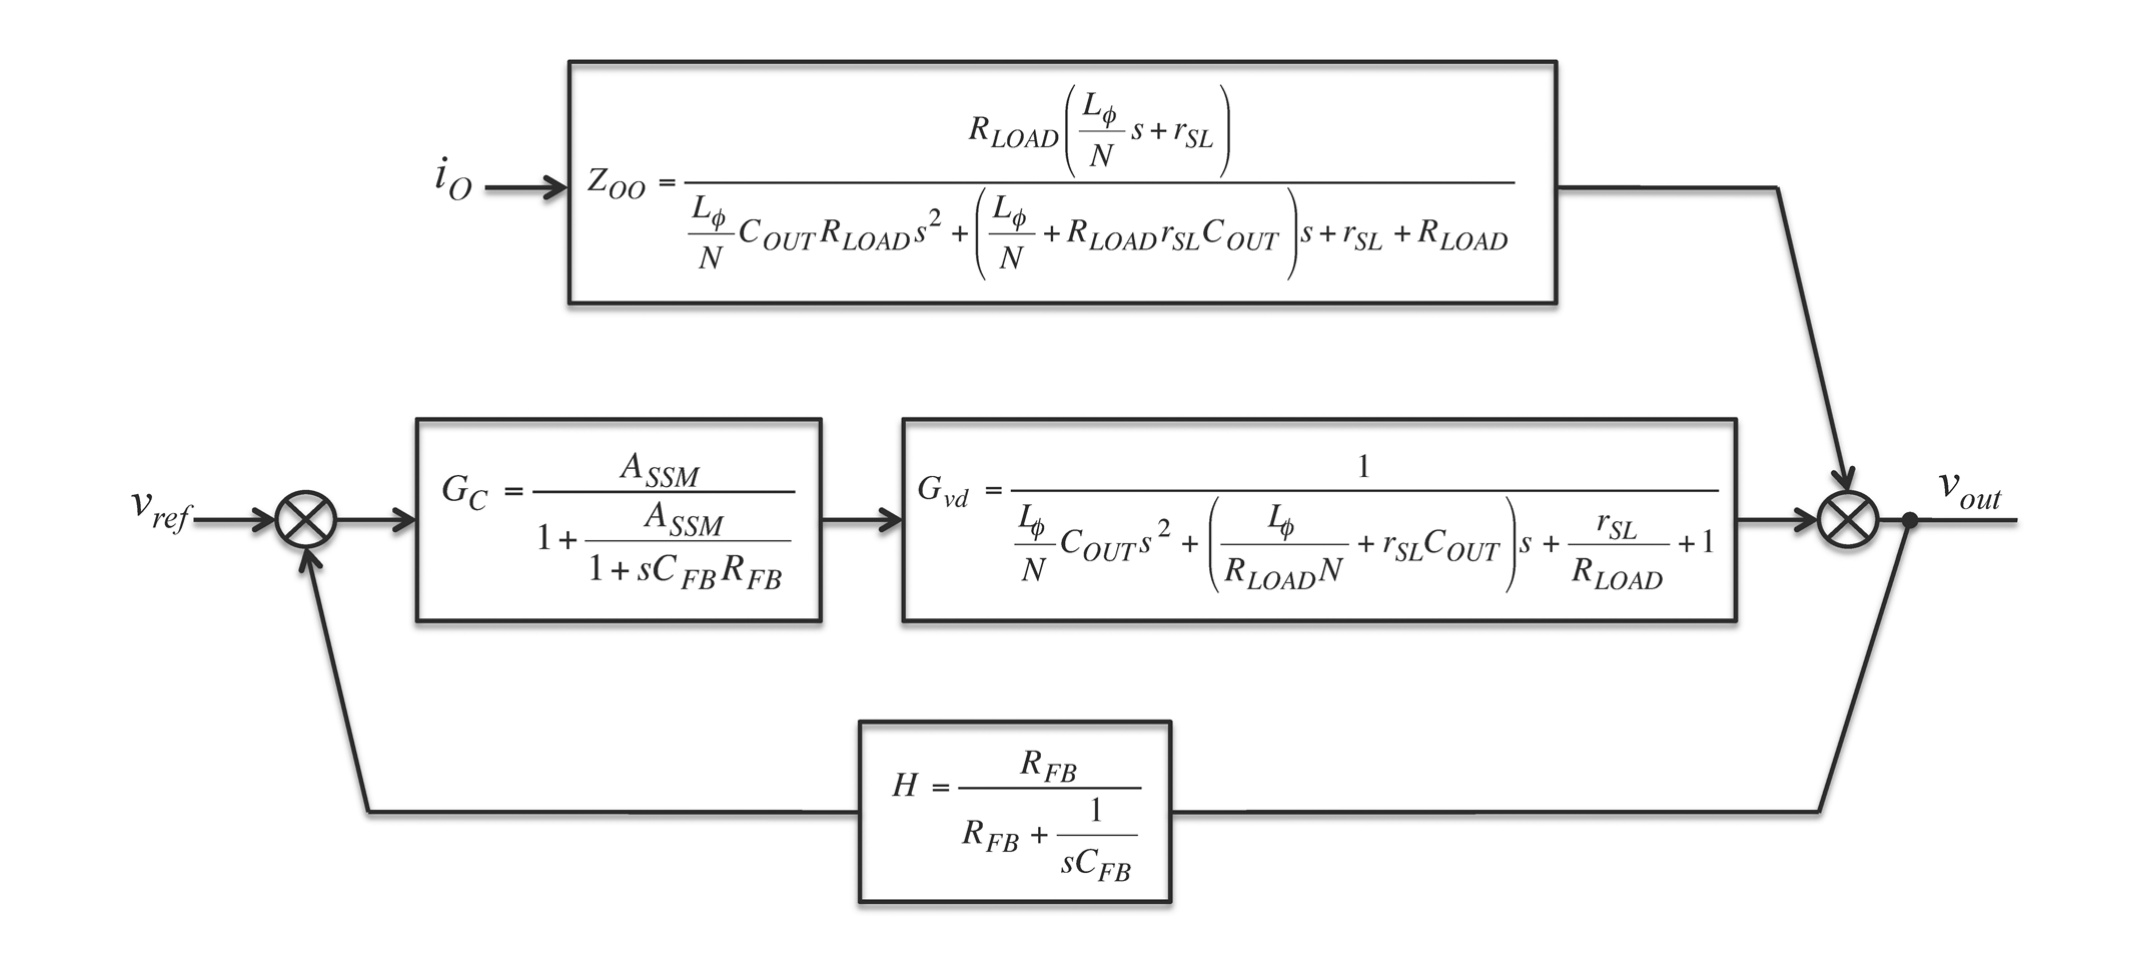 i_O
Z_{OO} = \frac{R_{LOAD}\left(\frac{L_\phi}{N}s + r_{SL}\right)}{\frac{L_\phi}{N}C_{OUT}R_{LOAD}s^2 + \left(\frac{L_\phi}{N} + R_{LOAD}r_{SL}C_{OUT}\right)s + r_{SL} + R_{LOAD}}
v_{ref}
G_C = \frac{A_{SSM}}{1 + \frac{A_{SSM}}{1 + sC_{FB}R_{FB}}}
G_{vd} = \frac{1}{\frac{L_\phi}{N}C_{OUT}s^2 + \left(\frac{L_\phi}{R_{LOAD}N} + r_{SL}C_{OUT}\right)s + \frac{r_{SL}}{R_{LOAD}} + 1}
v_{out}
H = \frac{R_{FB}}{R_{FB} + \frac{1}{sC_{FB}}}